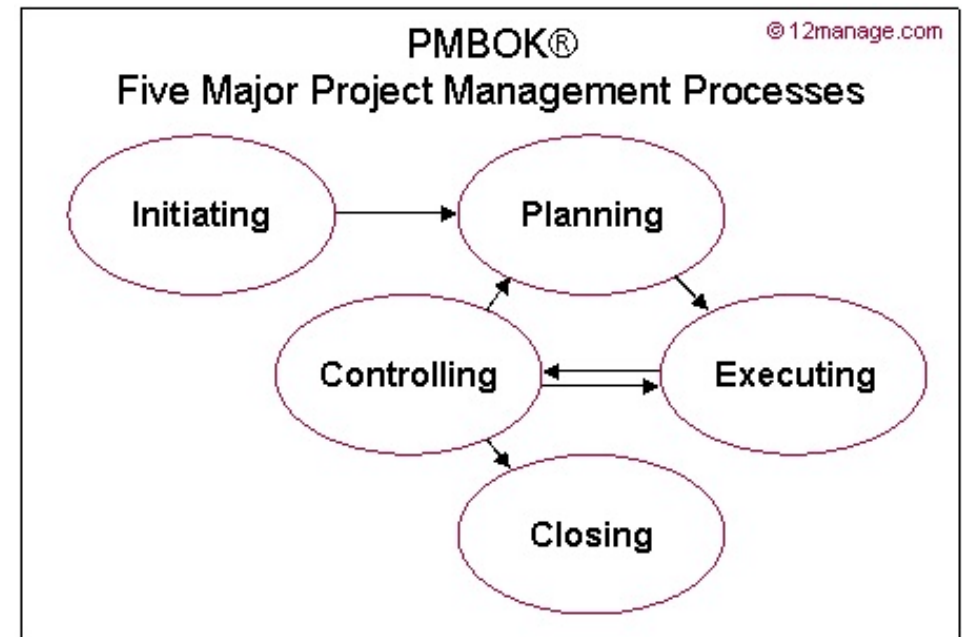 © 12manage.com
PMBOK®
Five Major Project Management Processes
Initiating
Planning
Controlling
Executing
Closing